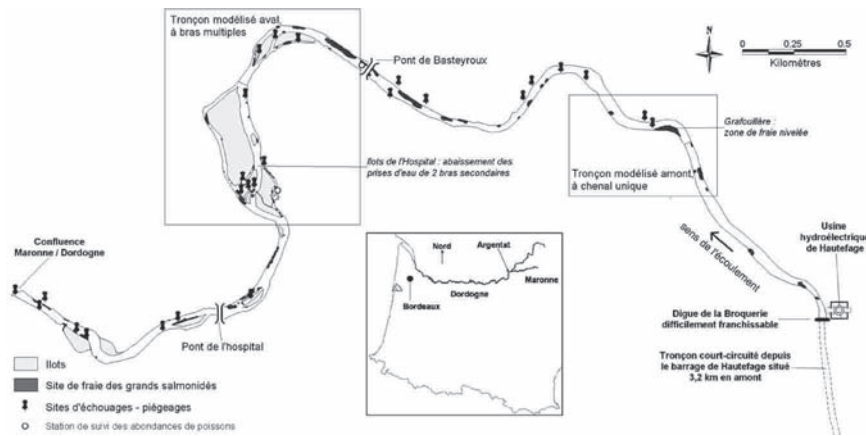 Tronçon modélisé aval,
à bras multiples
Pont de Basteyroux
N
0
0.25
0.5
Kilomètres
Grafouillère :
zone de fraie nivelée
Ilots de l'Hospital : abaissement des
prises d'eau de 2 bras secondaires
Tronçon modélisé amont,
à chenal unique
sens de l'écoulement
Usine
hydroélectrique
de Hautefage
Confluence
Maronne / Dordogne
Nord
Argentat
Maronne
Dordogne
Bordeaux
Digue de la Broquerie
difficilement franchissable
Pont de l'hospital
Tronçon court-circuité depuis
le barrage de Hautefage situé
3,2 km en amont
Ilots
Site de fraie des grands salmonidés
Sites d'échouages - piégeages
Station de suivi des abondances de poissons